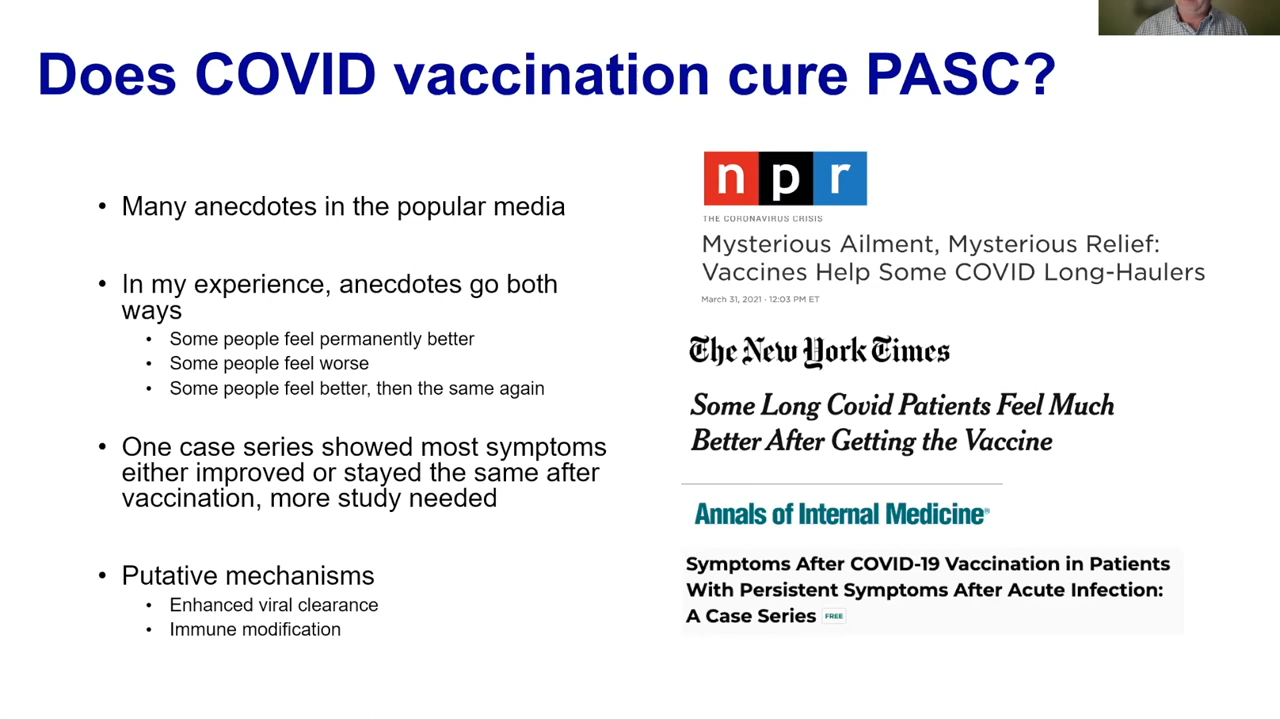 Does COVID vaccination cure PASC?
• Many anecdotes in the popular media
• In my experience, anecdotes go both
ways
• Some people feel permanently better
• Some people feel worse
• Some people feel better, then the same again
• One case series showed most symptoms
either improved or stayed the same after
vaccination, more study needed
• Putative mechanisms
• Enhanced viral clearance
• Immune modification
npr
THE CORONAVIRUS CRISIS
Mysterious Ailment, Mysterious Relief:
Vaccines Help Some COVID Long-Haulers
March 31, 2021 · 12:03 PM ET
The New York Times
Some Long Covid Patients Feel Much
Better After Getting the Vaccine
Annals of Internal Medicine®
Symptoms After COVID-19 Vaccination in Patients
With Persistent Symptoms After Acute Infection:
A Case Series FREE